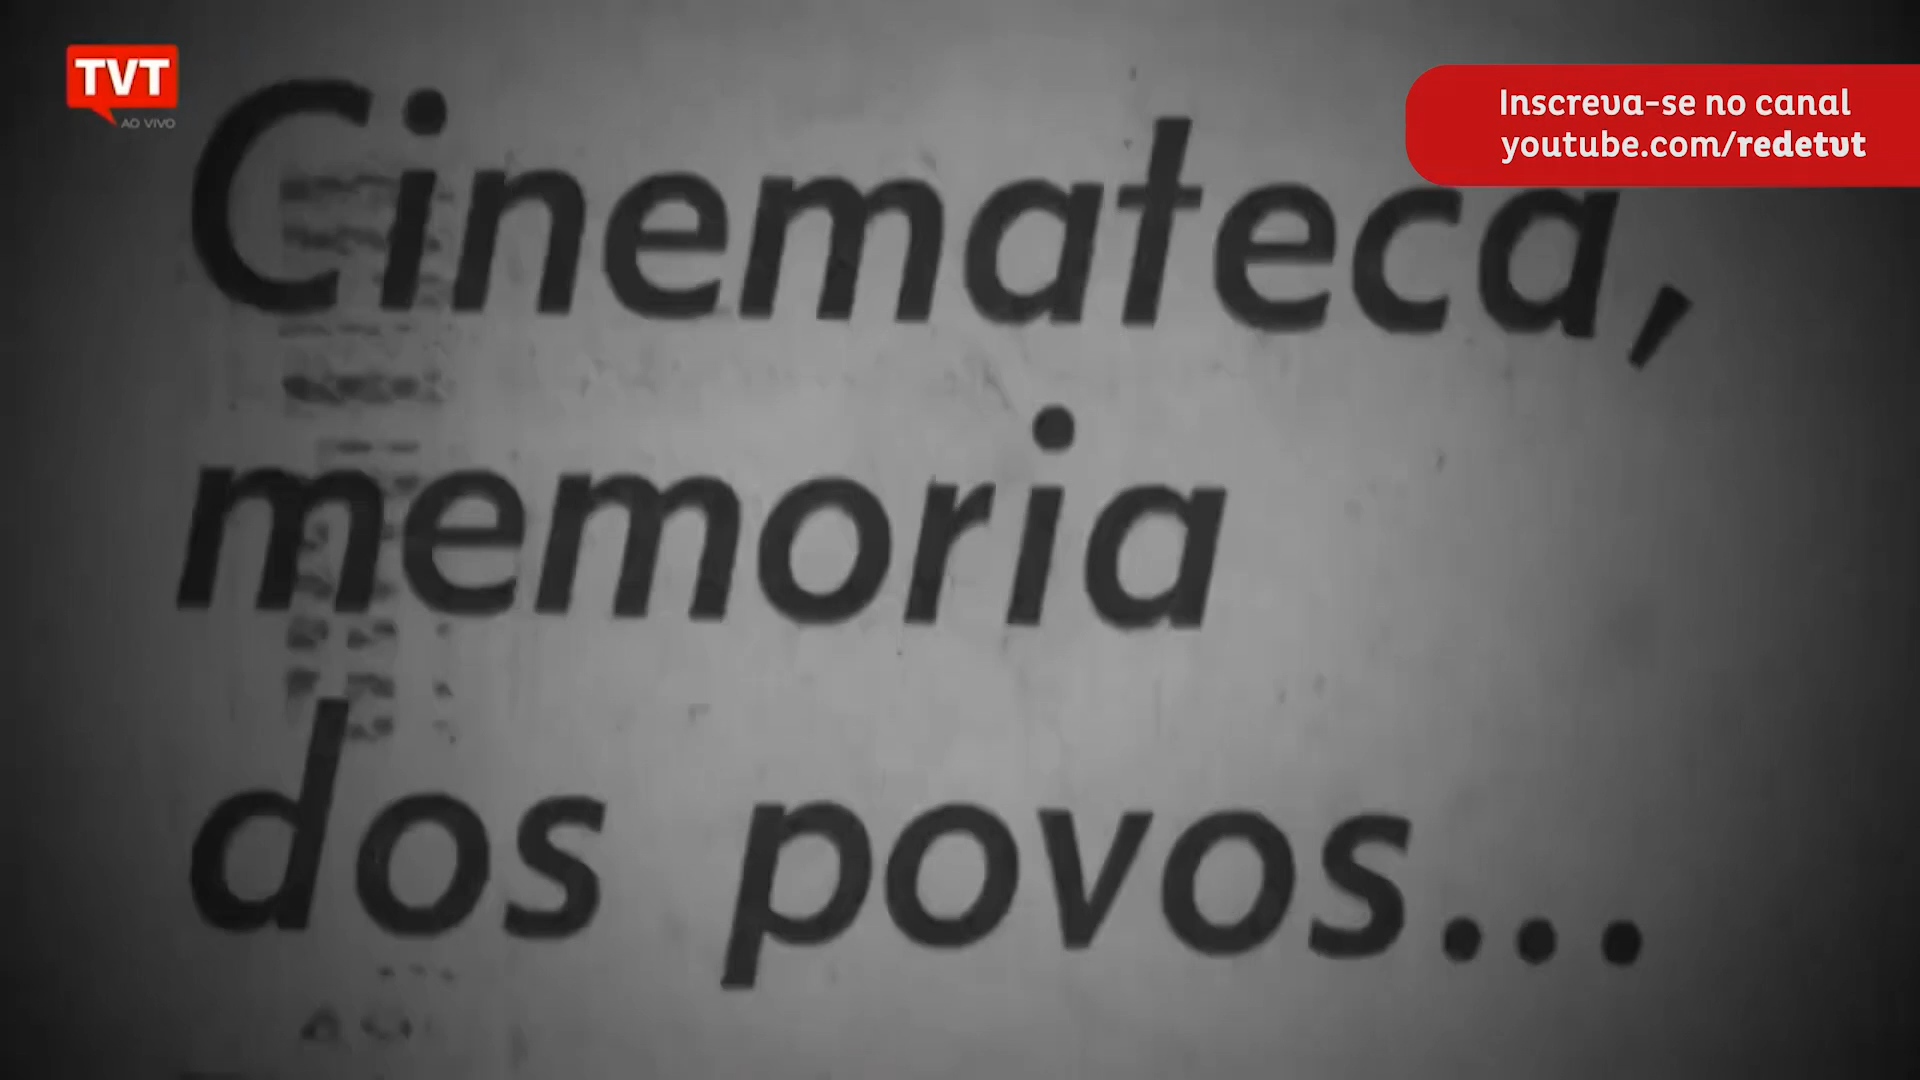 TVT
AO VIVO
Inscreva-se no canal
youtube.com/redetvt
Cinemateca,
memoria
dos povos...